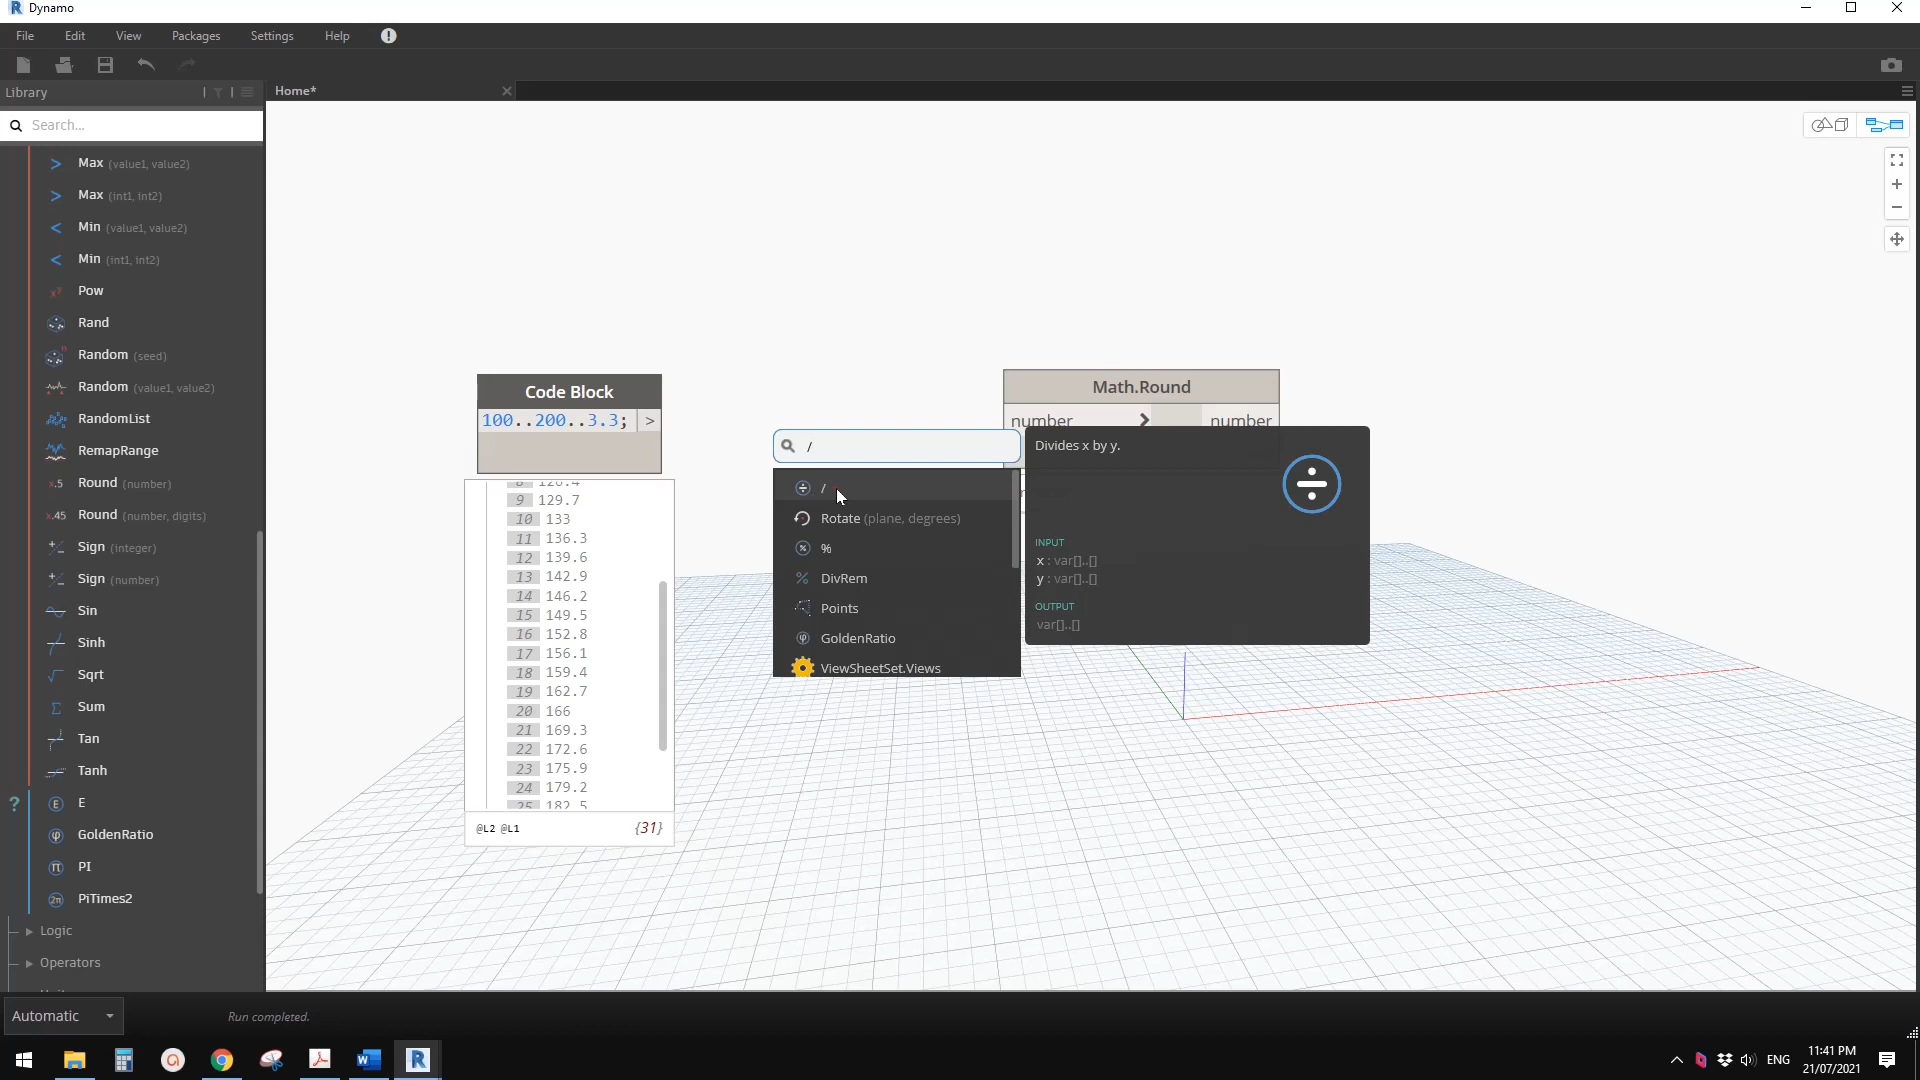 Dynamo
File Edit View Packages Settings Help
Library
Home*
Search...
Max (value1, value2)
Max (int1, int2)
Min (value1, value2)
Min (int1, int2)
Pow
Rand
Random (seed)
Random (value1, value2)
RandomList
RemapRange
Round (number)
Round (number, digits)
Sign (integer)
Sign (number)
Sin
Sinh
Sqrt
Sum
Tan
Tanh
E
GoldenRatio
PI
PiTimes2
Logic
Operators
Code Block
100..200..3.3; >
8 126.4
9 129.7
10 133
11 136.3
12 139.6
13 142.9
14 146.2
15 149.5
16 152.8
17 156.1
18 159.4
19 162.7
20 166
21 169.3
22 172.6
23 175.9
24 179.2
25 182.5
@L2 @L1 {31}
/
/
Rotate (plane, degrees)
%
DivRem
Points
GoldenRatio
ViewSheetSet.Views
Math.Round
number > number
Divides x by y.
INPUT
x : var[]..[]
y : var[]..[]
OUTPUT
var[]..[]
Automatic
Run completed.
ENG
11:41 PM
21/07/2021